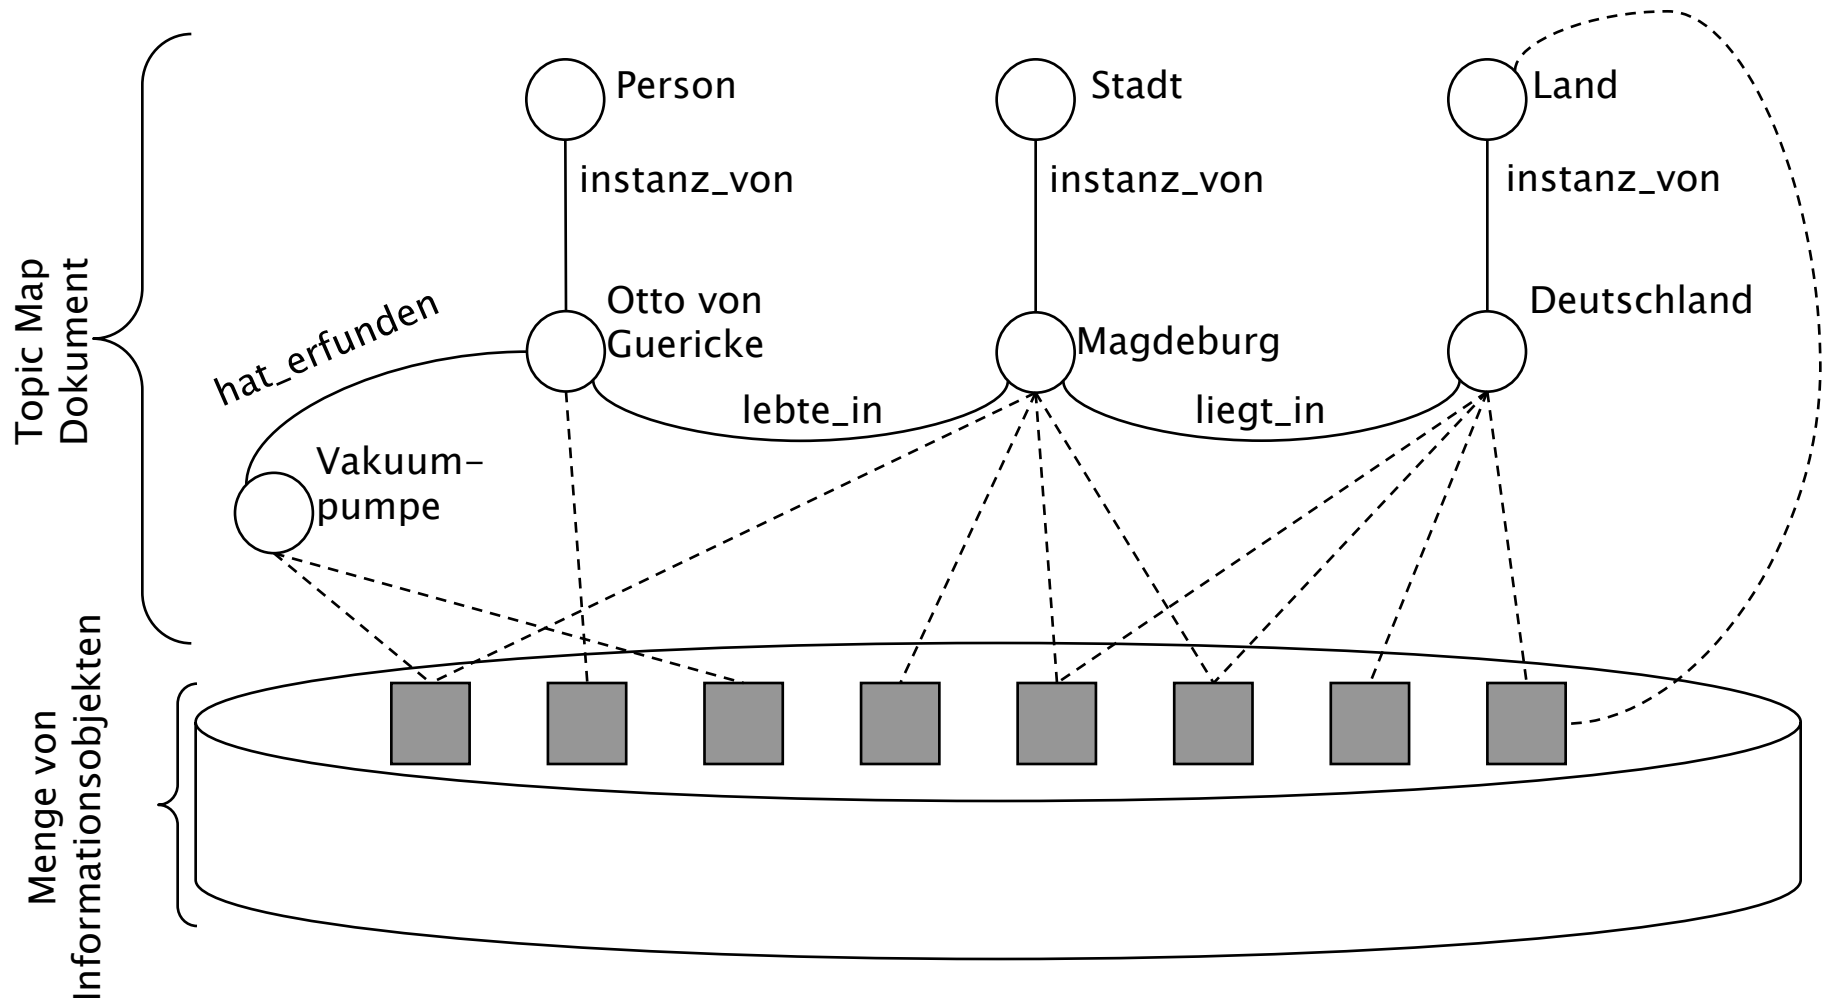 Person
Stadt
Land
instanz_von
instanz_von
instanz_von
Otto von
Guericke
Magdeburg
Deutschland
hat_erfunden
lebte_in
liegt_in
Vakuum-
pumpe
Topic Map
Dokument
Menge von
Informationsobjekten